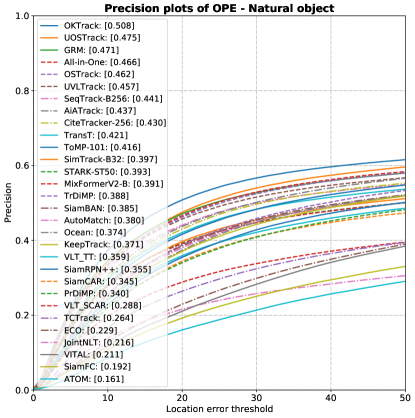 Precision plots of OPE - Natural object
1.0
0.8
0.6
0.4
0.2
0.0
Precision
OKTrack: [0.508]
UOSTrack: [0.475]
GRM: [0.471]
All-in-One: [0.466]
OSTrack: [0.462]
UVLTrack: [0.457]
SeqTrack-B256: [0.441]
AiATrack: [0.437]
CiteTracker-256: [0.430]
TransT: [0.421]
ToMP-101: [0.416]
SimTrack-B32: [0.397]
STARK-ST50: [0.393]
MixFormerV2-B: [0.391]
TrDiMP: [0.388]
SiamBAN: [0.385]
AutoMatch: [0.380]
Ocean: [0.374]
KeepTrack: [0.371]
VLT_TT: [0.359]
SiamRPN++: [0.355]
SiamCAR: [0.345]
PrDiMP: [0.340]
VLT_SCAR: [0.288]
TCTrack: [0.264]
ECO: [0.229]
JointNLT: [0.216]
VITAL: [0.211]
SiamFC: [0.192]
ATOM: [0.161]
0 10 20 30 40 50
Location error threshold